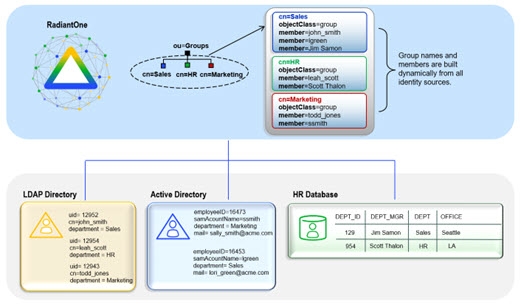 RadiantOne
ou=Groups
cn=Sales cn=HR cn=Marketing
cn=Sales
objectClass=group
member=john_smith
member=lgreen
member=Jim Samon
cn=HR
objectClass=group
member=leah_scott
member=Scott Thalon
cn=Marketing
objectClass=group
member=todd_jones
member=ssmith
Group names and
members are built
dynamically from all
identity sources.
LDAP Directory
uid= 12952
cn=john_smith
department = Sales
uid= 12954
cn=leah_scott
department = HR
uid= 12943
cn=todd_jones
department = Marketing
Active Directory
employeeID=16473
samAcountName=ssmith
department = Marketing
mail= sally_smith@acme.com
employeeID=16453
samAccountName=lgreen
department=Sales
mail= lori_green@acme.com
HR Database
DEPT_ID DEPT_MGR DEPT OFFICE
129 Jim Samon Sales Seattle
954 Scott Thalon HR LA